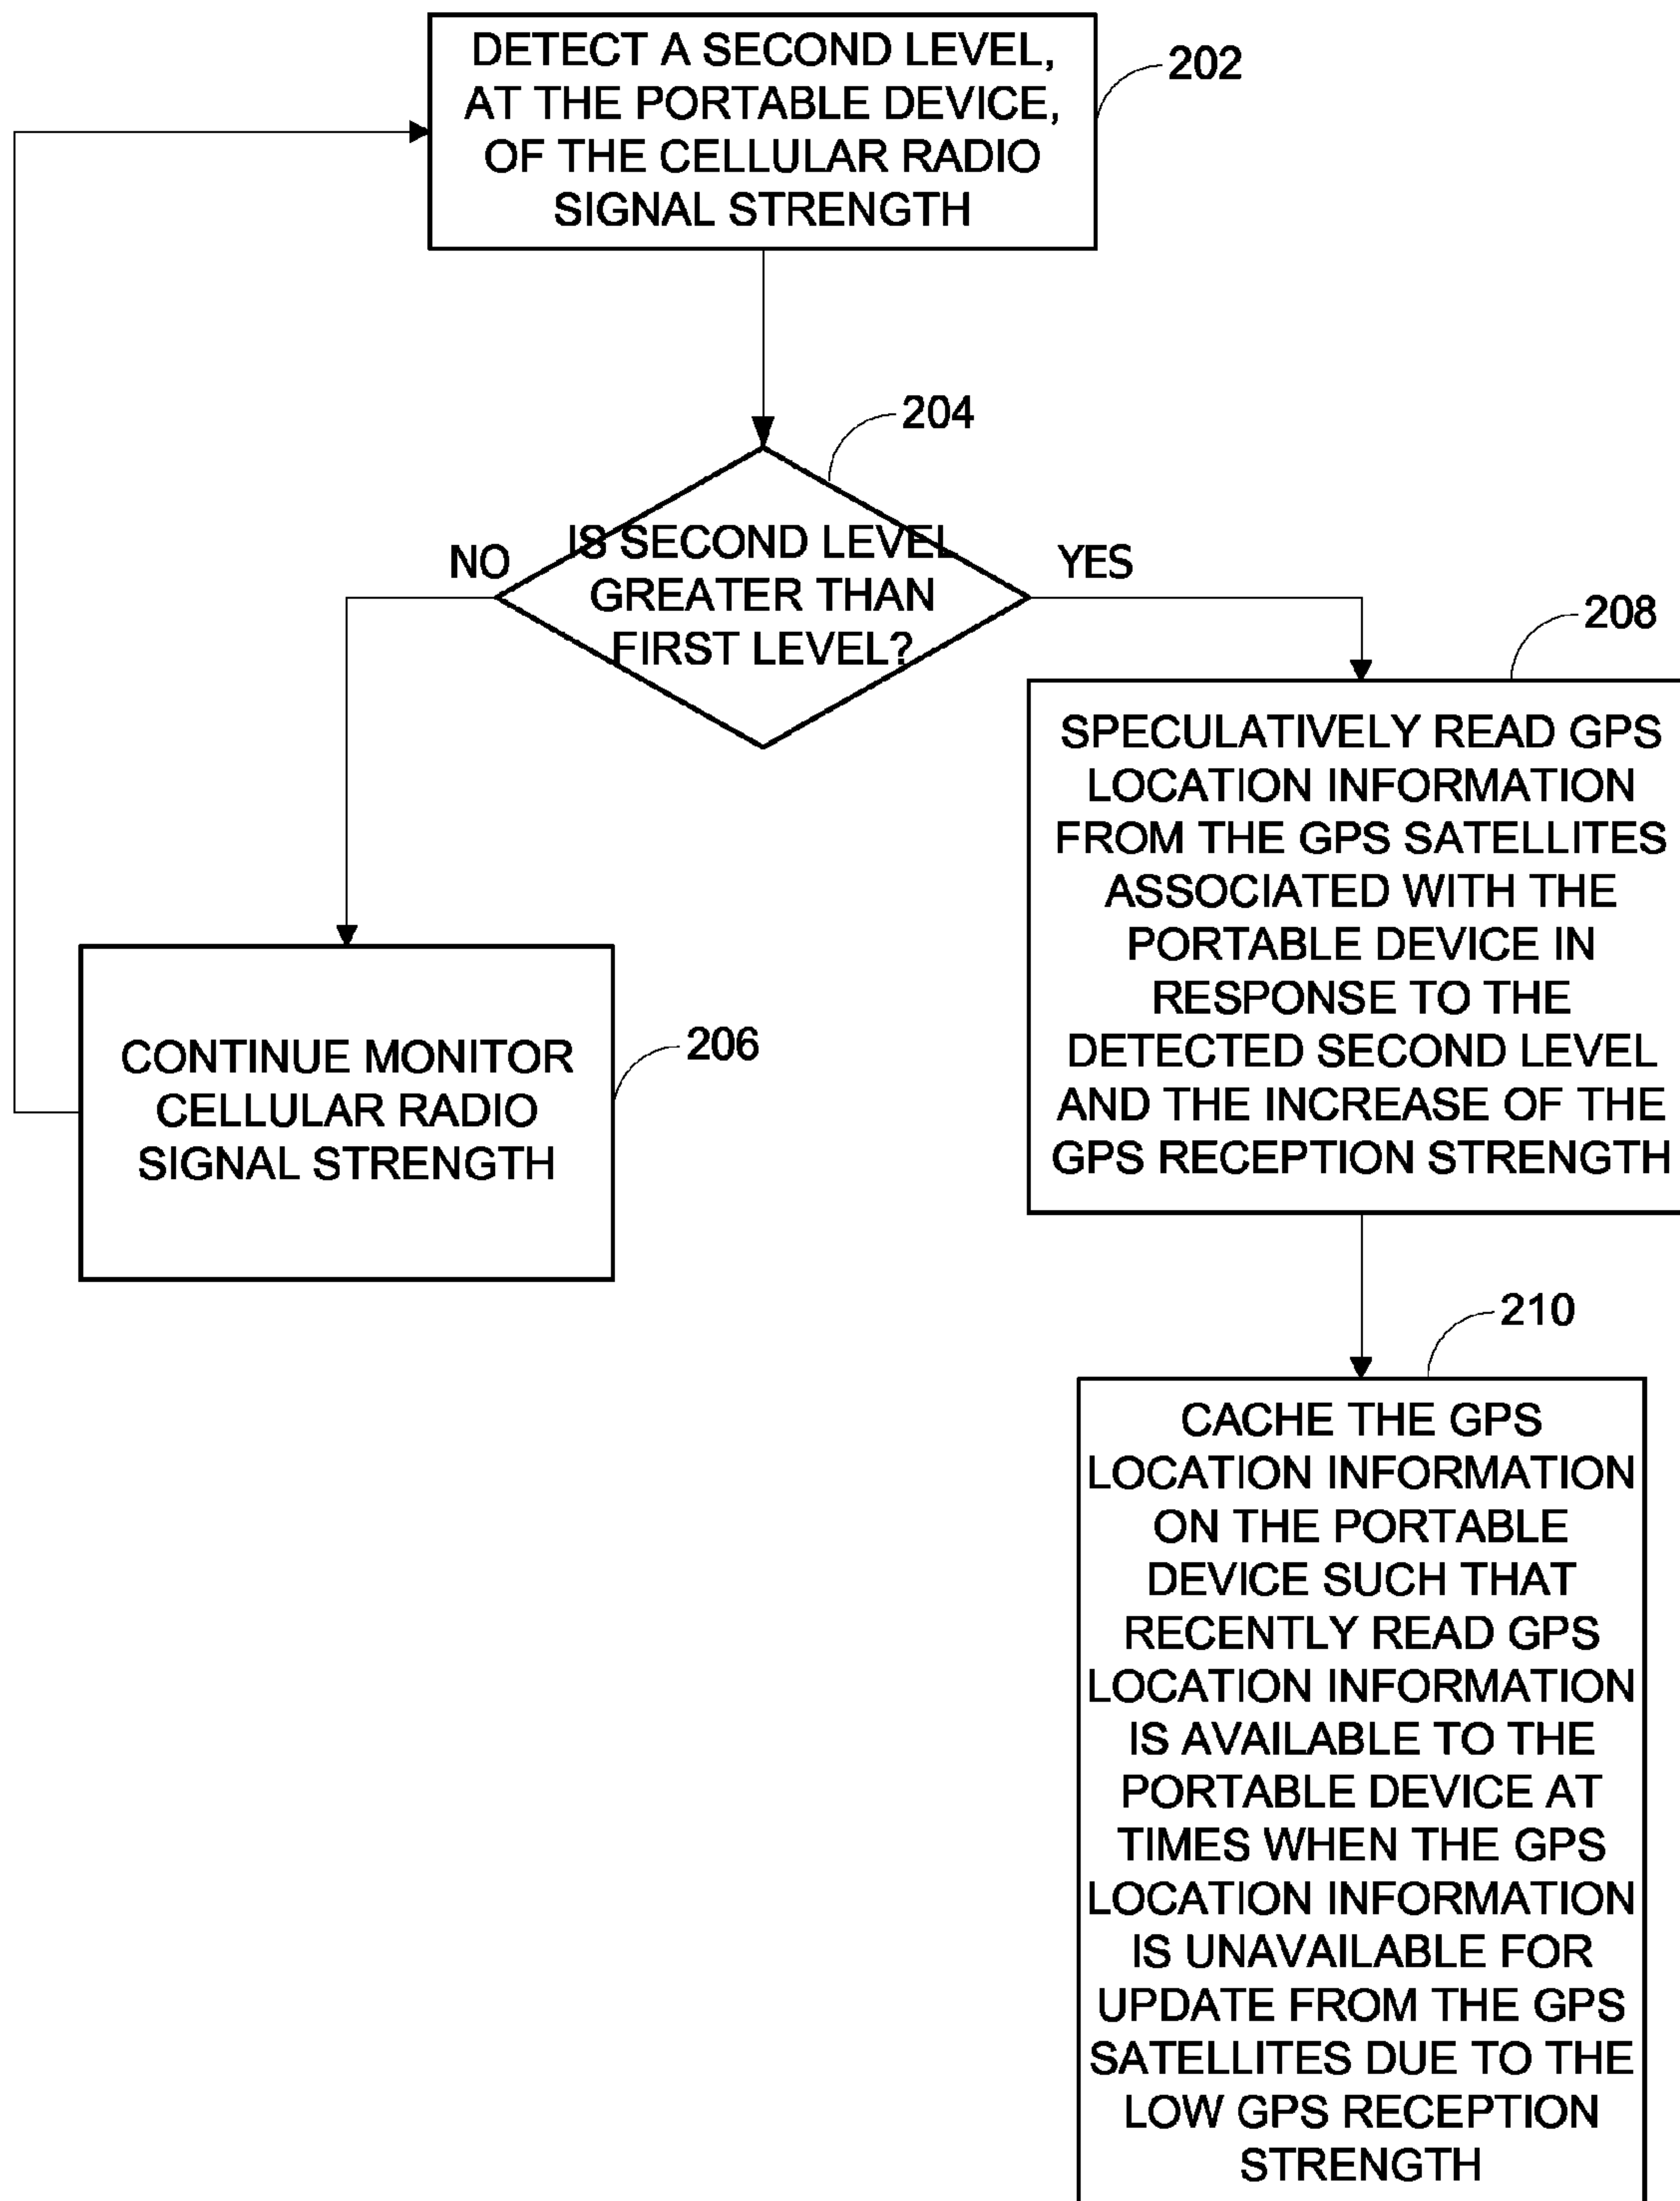 DETECT A SECOND LEVEL,
AT THE PORTABLE DEVICE,
OF THE CELLULAR RADIO
SIGNAL STRENGTH
202
204
IS SECOND LEVEL
GREATER THAN
FIRST LEVEL?
NO
YES
206
CONTINUE MONITOR
CELLULAR RADIO
SIGNAL STRENGTH
208
SPECULATIVELY READ GPS
LOCATION INFORMATION
FROM THE GPS SATELLITES
ASSOCIATED WITH THE
PORTABLE DEVICE IN
RESPONSE TO THE
DETECTED SECOND LEVEL
AND THE INCREASE OF THE
GPS RECEPTION STRENGTH
210
CACHE THE GPS
LOCATION INFORMATION
ON THE PORTABLE
DEVICE SUCH THAT
RECENTLY READ GPS
LOCATION INFORMATION
IS AVAILABLE TO THE
PORTABLE DEVICE AT
TIMES WHEN THE GPS
LOCATION INFORMATION
IS UNAVAILABLE FOR
UPDATE FROM THE GPS
SATELLITES DUE TO THE
LOW GPS RECEPTION
STRENGTH